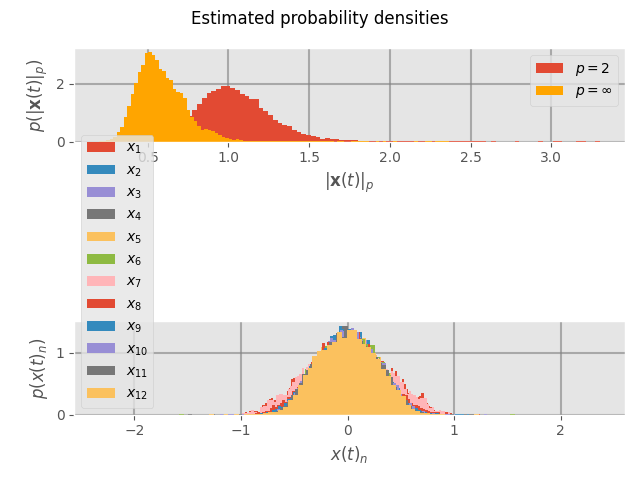 Estimated probability densities
p(|x(t)|ₚ)
2
0
p = 2
p = ∞
0.5 1.0 1.5 2.0 2.5 3.0
|x(t)|ₚ
x₁
x₂
x₃
x₄
x₅
x₆
x₇
x₈
x₉
x₁₀
x₁₁
x₁₂
p(x(t)ₙ)
1
0
−2 −1 0 1 2
x(t)ₙ